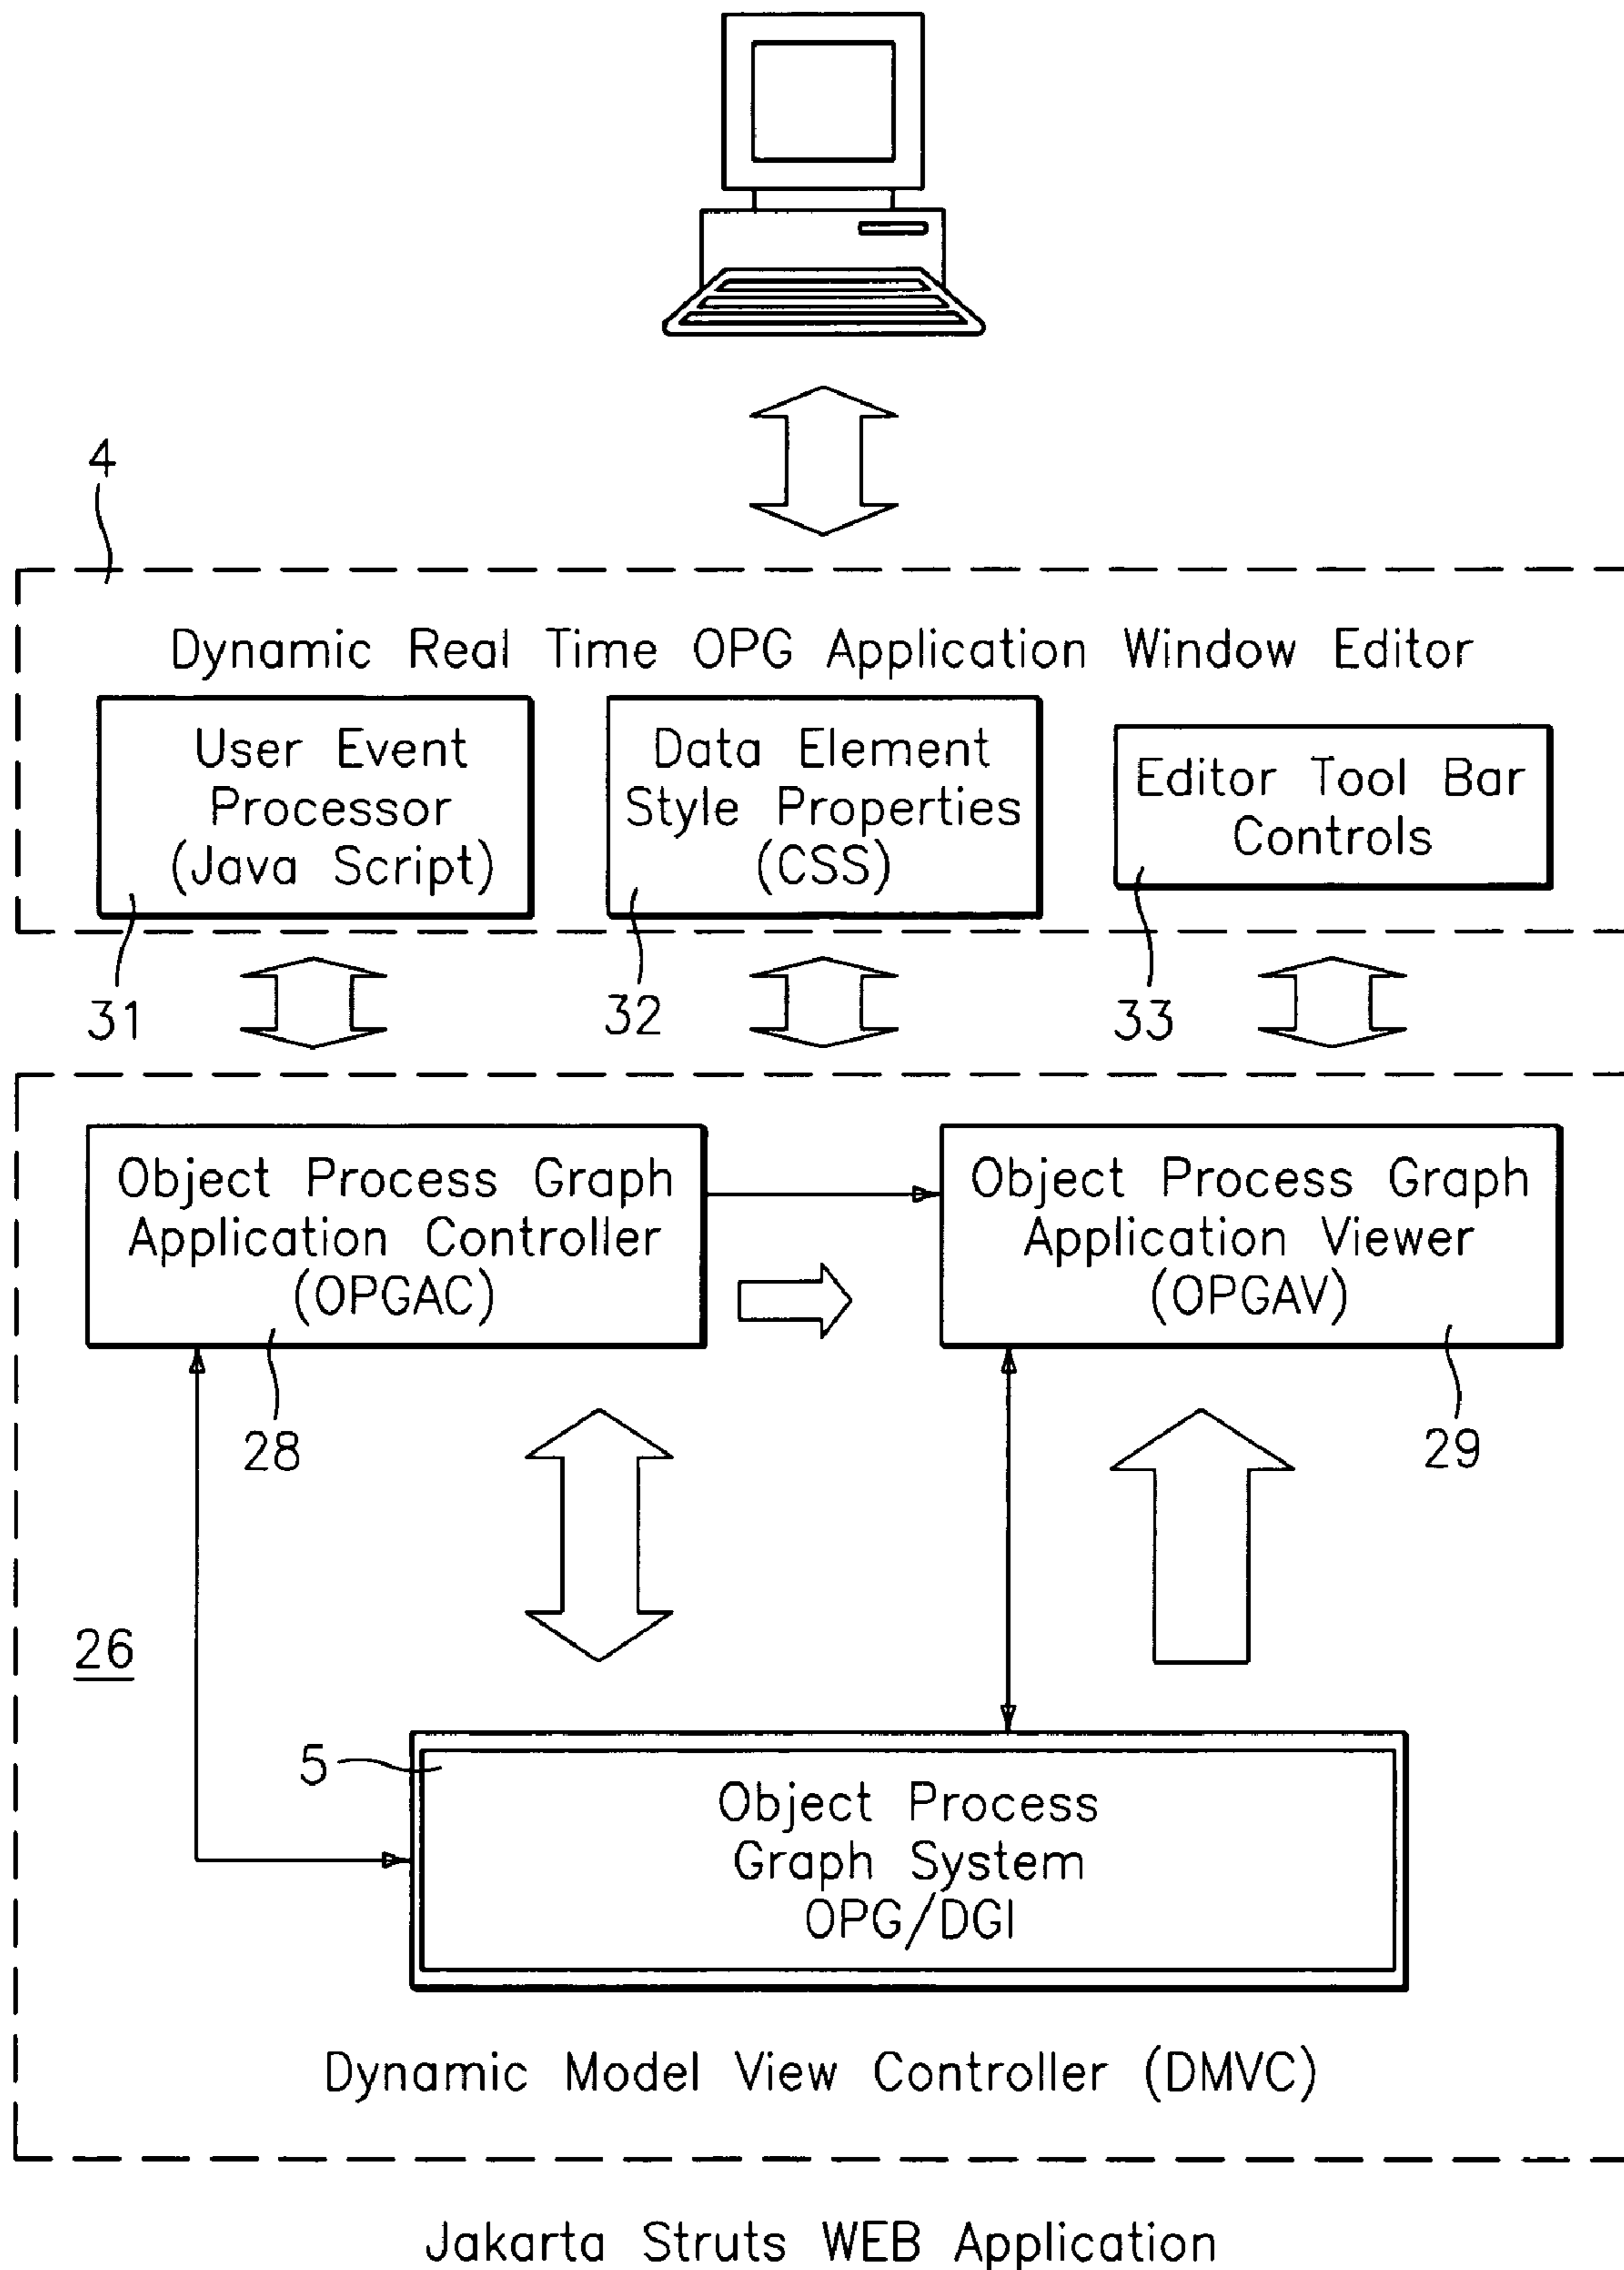 4
Dynamic Real Time OPG Application Window Editor
User Event
Processor
(Java Script)
Data Element
Style Properties
(CSS)
Editor Tool Bar
Controls
31
32
33
Object Process Graph
Application Controller
(OPGAC)
Object Process Graph
Application Viewer
(OPGAV)
28
29
26
5
Object Process
Graph System
OPG/DGI
Dynamic Model View Controller (DMVC)
Jakarta Struts WEB Application